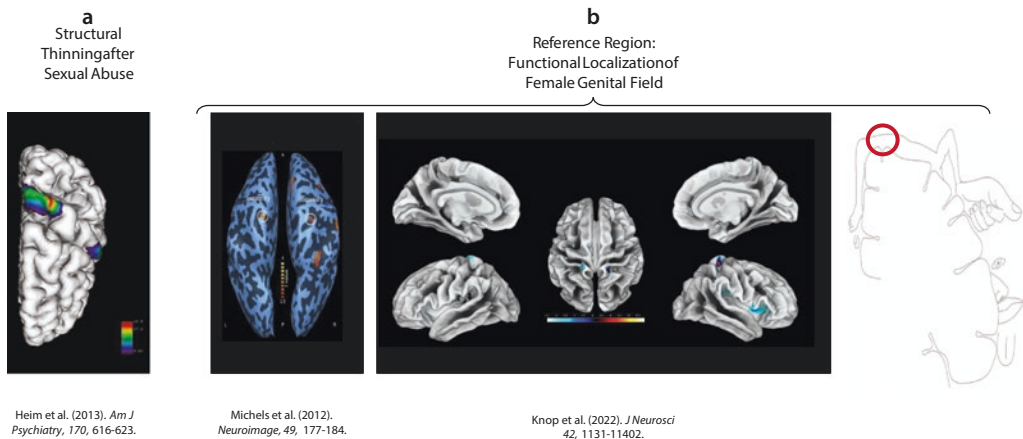 a
Structural
Thinningafter
Sexual Abuse
b
Reference Region:
FunctionalLocalizationof
Female Genital Field
L
P
R
Heim et al. (2013). Am J
Psychiatry, 170, 616-623.
Michels et al. (2012).
Neuroimage, 49, 177-184.
Knop et al. (2022). J Neurosci
42, 1131-11402.